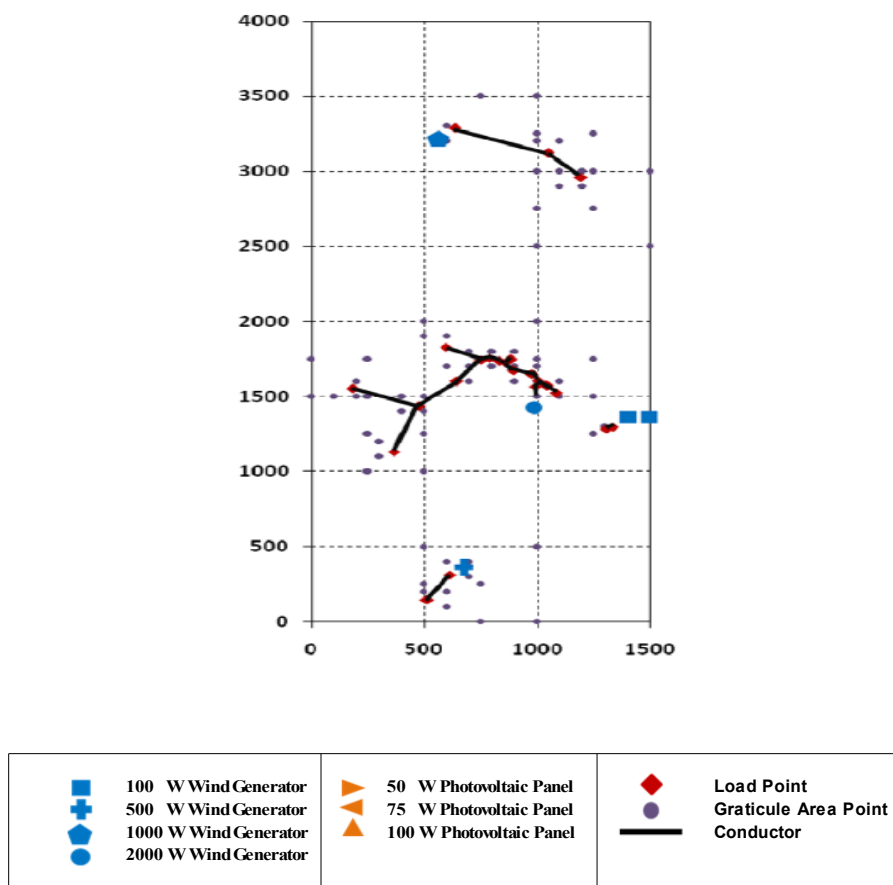 4000
3500
3000
2500
2000
1500
1000
500
0
0 500 1000 1500
100 W Wind Generator
500 W Wind Generator
1000 W Wind Generator
2000 W Wind Generator
50 W Photovoltaic Panel
75 W Photovoltaic Panel
100 W Photovoltaic Panel
Load Point
Graticule Area Point
Conductor